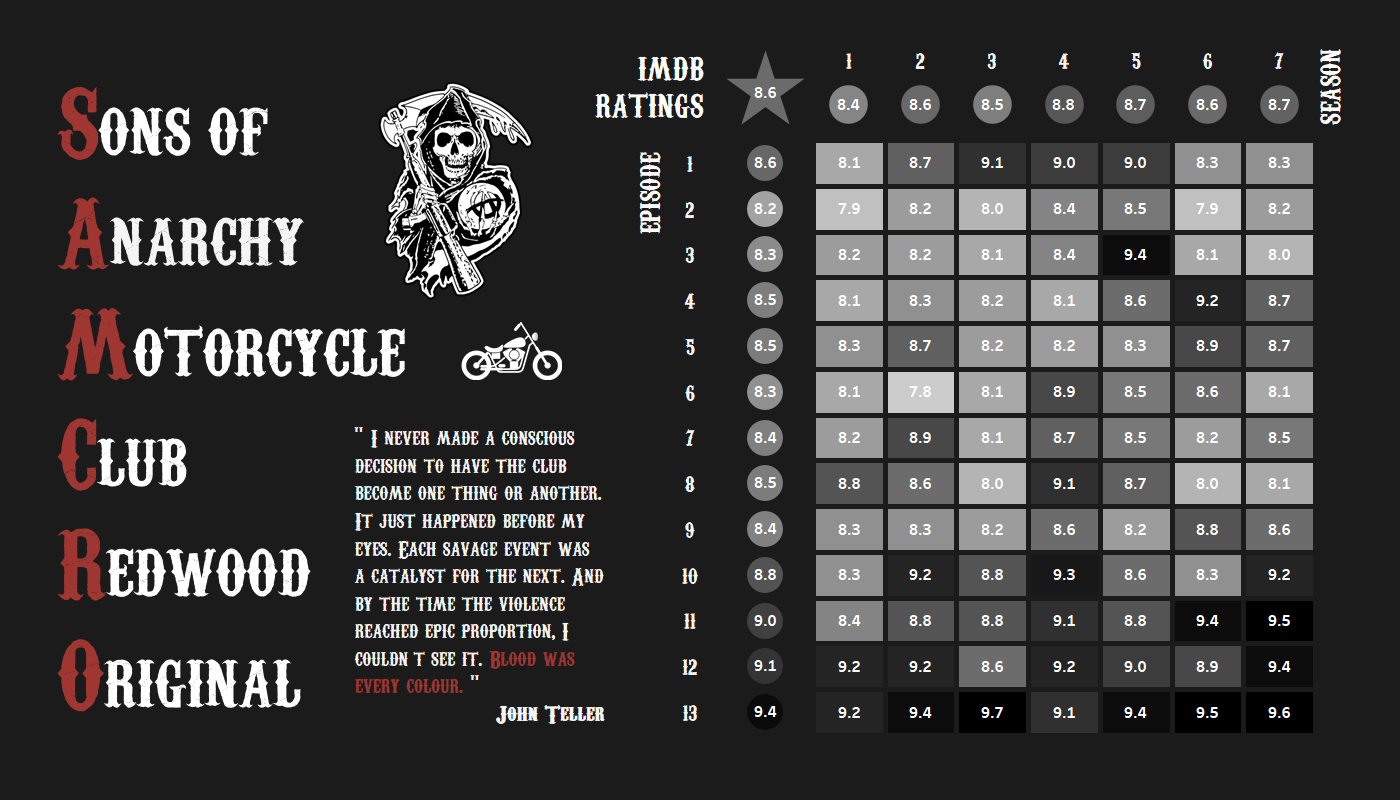 Sons of
Anarchy
Motorcycle
Club
Redwood
Original
" I never made a conscious
decision to have the club
become one thing or another.
It just happened before my
eyes. Each savage event was
a catalyst for the next. And
by the time the violence
reached epic proportion, I
couldn t see it. Blood was
every colour. "
John Teller
IMDB
RATINGS
8.6
SEASON
1 2 3 4 5 6 7
8.4 8.6 8.5 8.8 8.7 8.6 8.7
EPISODE
1 8.6 8.1 8.7 9.1 9.0 9.0 8.3 8.3
2 8.2 7.9 8.2 8.0 8.4 8.5 7.9 8.2
3 8.3 8.2 8.2 8.1 8.4 9.4 8.1 8.0
4 8.5 8.1 8.3 8.2 8.1 8.6 9.2 8.7
5 8.5 8.3 8.7 8.2 8.2 8.3 8.9 8.7
6 8.3 8.1 7.8 8.1 8.9 8.5 8.6 8.1
7 8.4 8.2 8.9 8.1 8.7 8.5 8.2 8.5
8 8.5 8.8 8.6 8.0 9.1 8.7 8.0 8.1
9 8.4 8.3 8.3 8.2 8.6 8.2 8.8 8.6
10 8.8 8.3 9.2 8.8 9.3 8.6 8.3 9.2
11 9.0 8.4 8.8 8.8 9.1 8.8 9.4 9.5
12 9.1 9.2 9.2 8.6 9.2 9.0 8.9 9.4
13 9.4 9.2 9.4 9.7 9.1 9.4 9.5 9.6